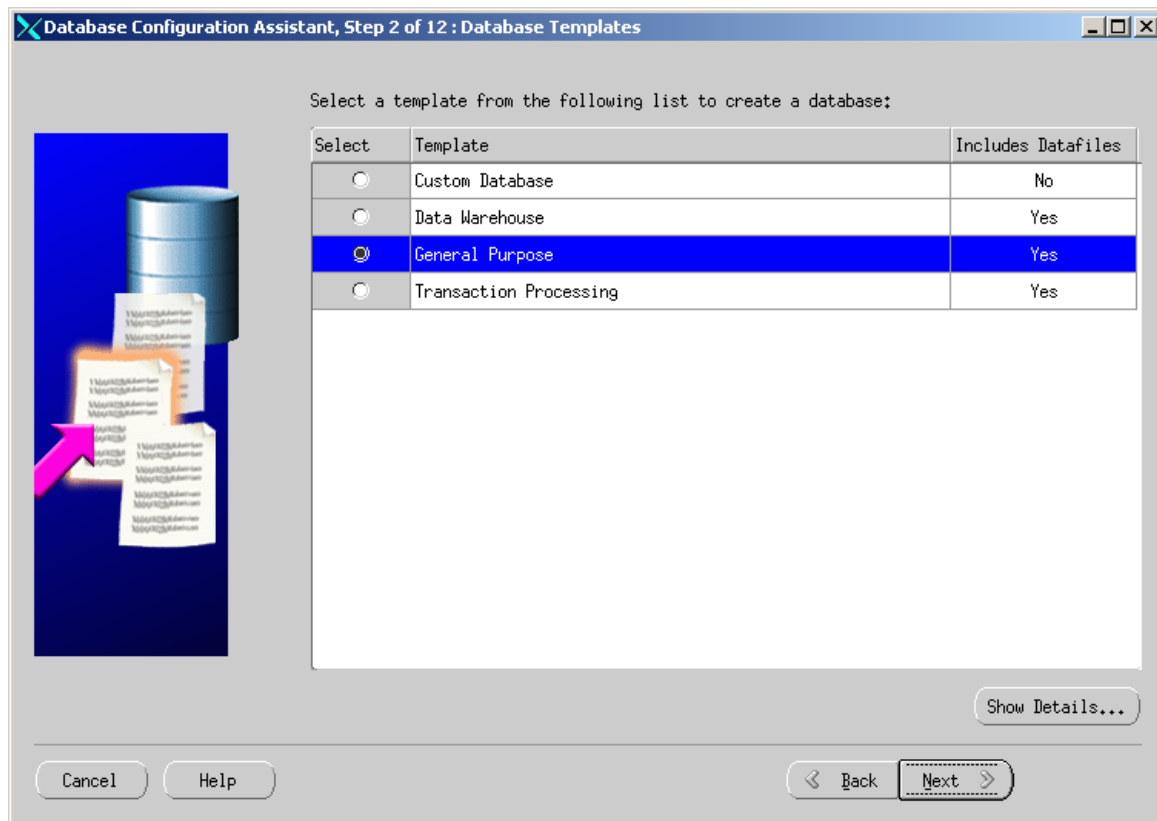 Database Configuration Assistant, Step 2 of 12 : Database Templates
Select a template from the following list to create a database:
Select Template Includes Datafiles
Custom Database No
Data Warehouse Yes
General Purpose Yes
Transaction Processing Yes
Show Details...
Cancel Help Back Next